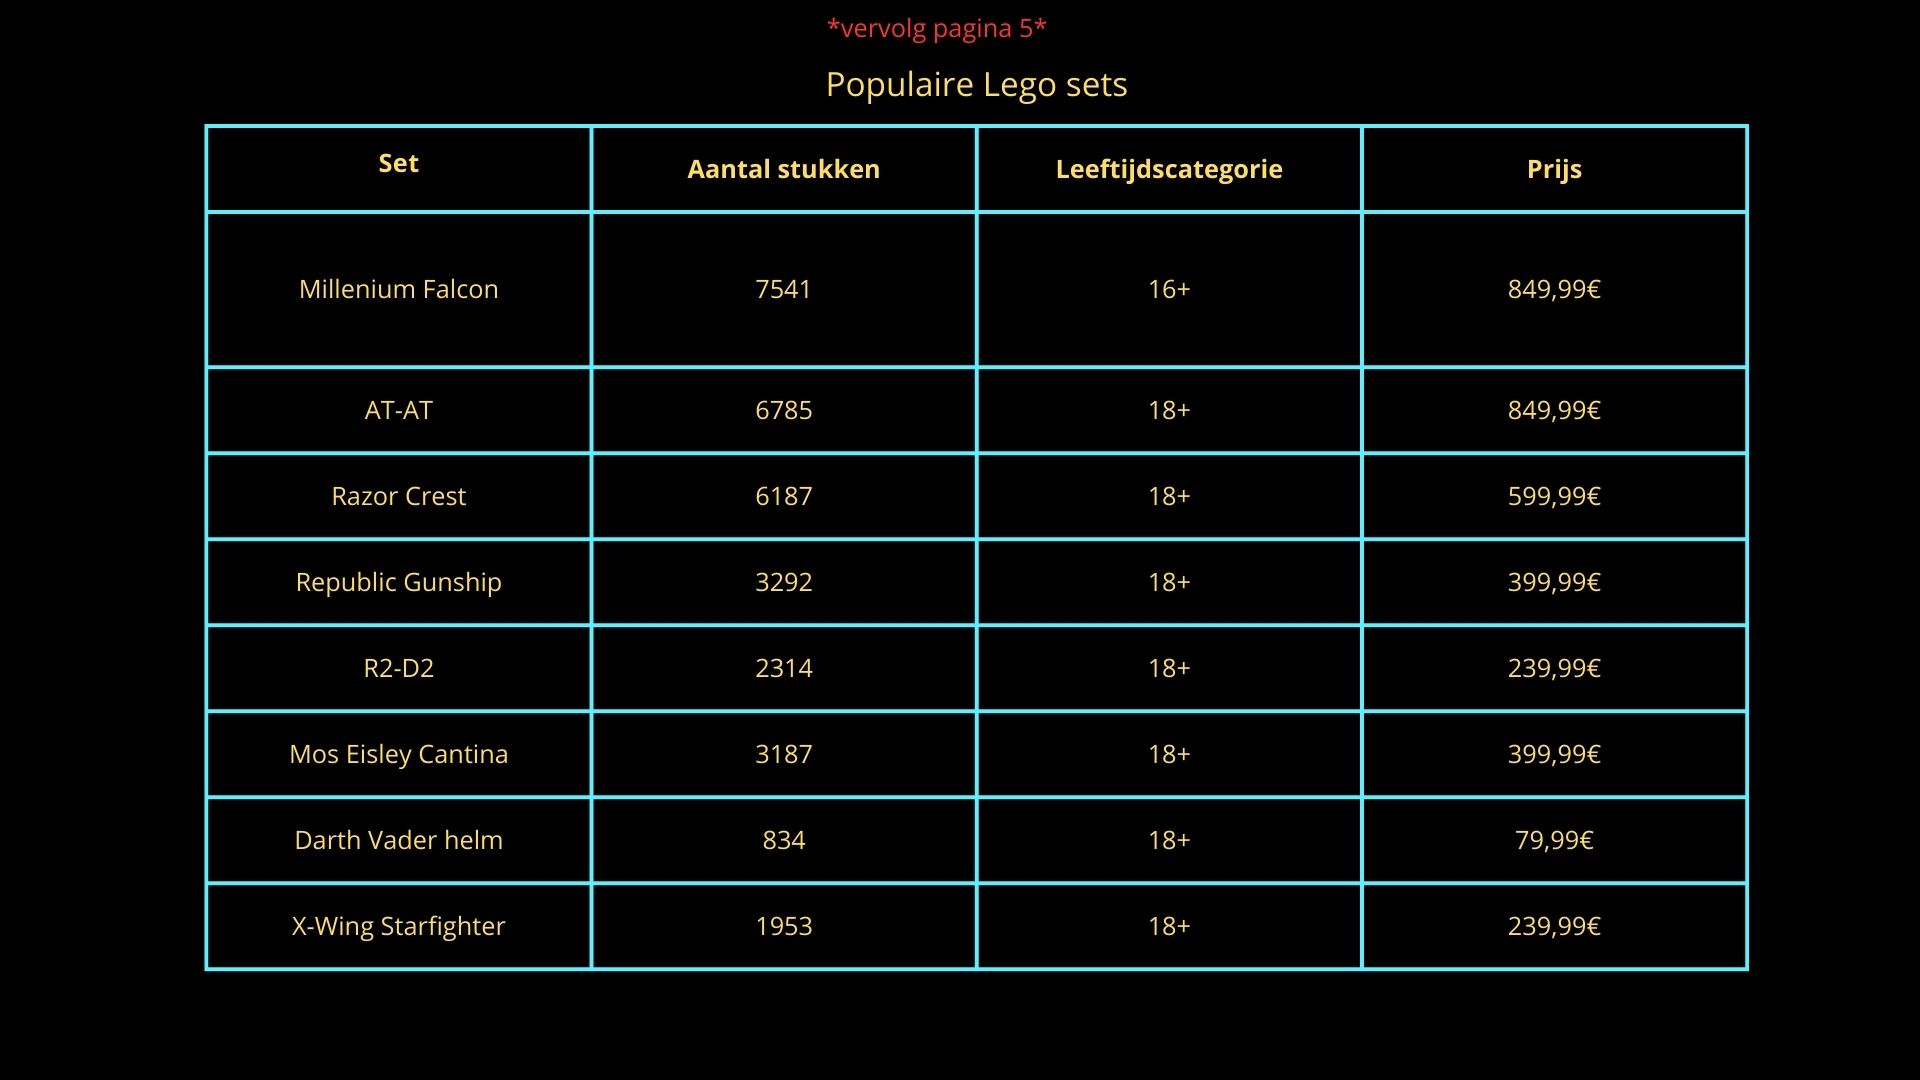 *vervolg pagina 5*
Populaire Lego sets
Set Aantal stukken Leeftijdscategorie Prijs
Millenium Falcon 7541 16+ 849,99€
AT-AT 6785 18+ 849,99€
Razor Crest 6187 18+ 599,99€
Republic Gunship 3292 18+ 399,99€
R2-D2 2314 18+ 239,99€
Mos Eisley Cantina 3187 18+ 399,99€
Darth Vader helm 834 18+ 79,99€
X-Wing Starfighter 1953 18+ 239,99€